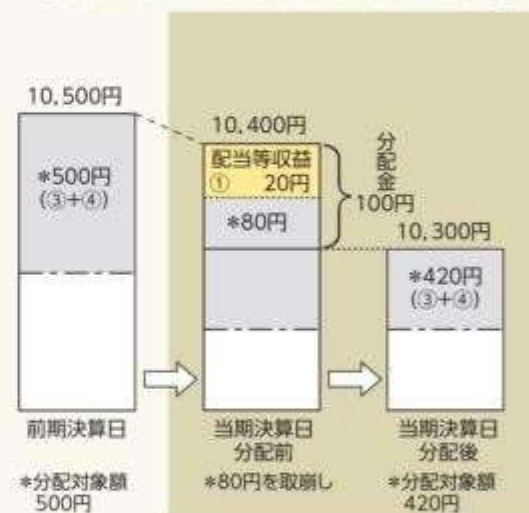 10,500円
*500円
(③+④)
前期決算日
*分配対象額
500円
10,400円
配当等収益
① 20円
*80円
分配金
100円
当期決算日
分配前
*80円を取崩し
10,300円
*420円
(③+④)
当期決算日
分配後
*分配対象額
420円